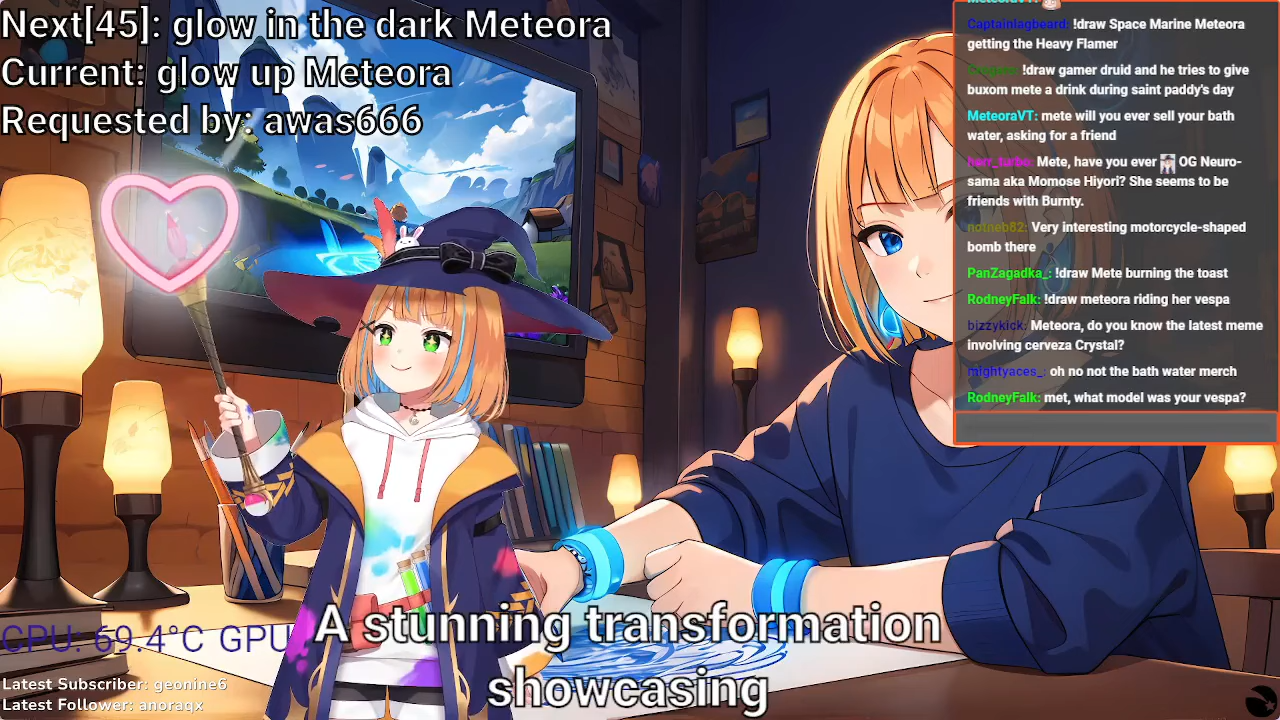 Next[45]: glow in the dark Meteora
Current: glow up Meteora
Requested by: awas666
Captainlagbeard: !draw Space Marine Meteora
getting the Heavy Flamer
!draw gamer druid and he tries to give
buxom mete a drink during saint paddy's day
MeteoraVT: mete will you ever sell your bath
water, asking for a friend
herr_turbo: Mete, have you ever OG Neuro-
sama aka Momose Hiyori? She seems to be
friends with Burnty.
notneb82: Very interesting motorcycle-shaped
bomb there
PanZagadka_: !draw Mete burning the toast
RodneyFalk: !draw meteora riding her vespa
bizzykick: Meteora, do you know the latest meme
involving cerveza Crystal?
mightyaces_: oh no not the bath water merch
RodneyFalk: met, what model was your vespa?
A stunning transformation
showcasing
CPU: 69.4°C GPU
Latest Subscriber: geonine6
Latest Follower: anoraqx